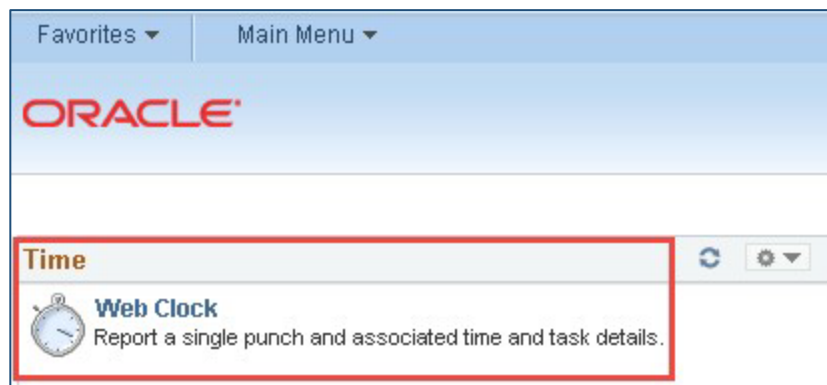 Favorites Main Menu
ORACLE
Time
Web Clock
Report a single punch and associated time and task details.